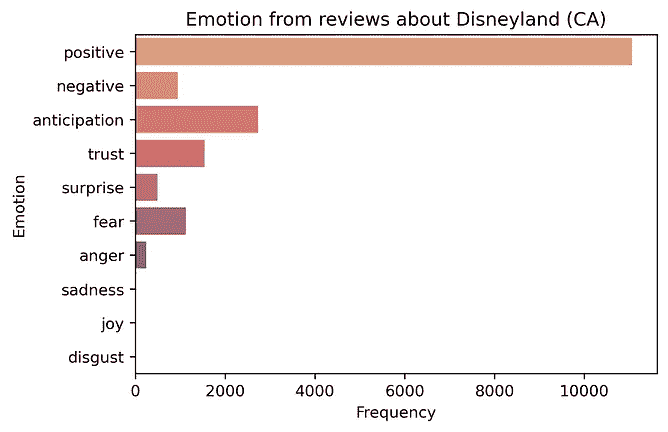 Emotion from reviews about Disneyland (CA)
positive
negative
anticipation
trust
surprise
fear
anger
sadness
joy
disgust
Emotion
0 2000 4000 6000 8000 10000
Frequency